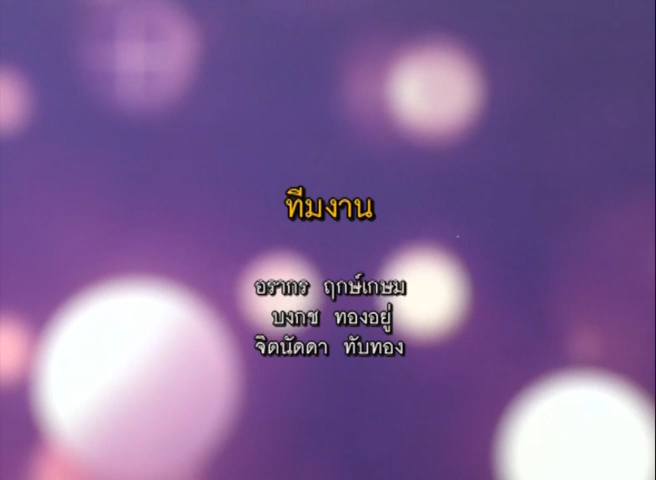 ทีมงาน
อรากร ฤกษ์เกษม
บงกช ทองอยู่
จิตนัดดา ทับทอง